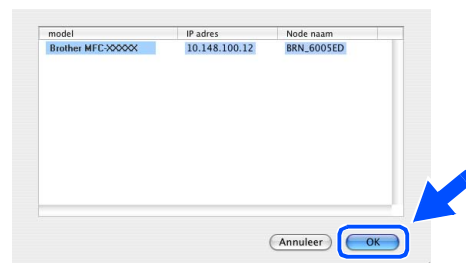 model IP adres Node naam
Brother MFC-XXXXX 10.148.100.12 BRN_6005ED
Annuleer OK